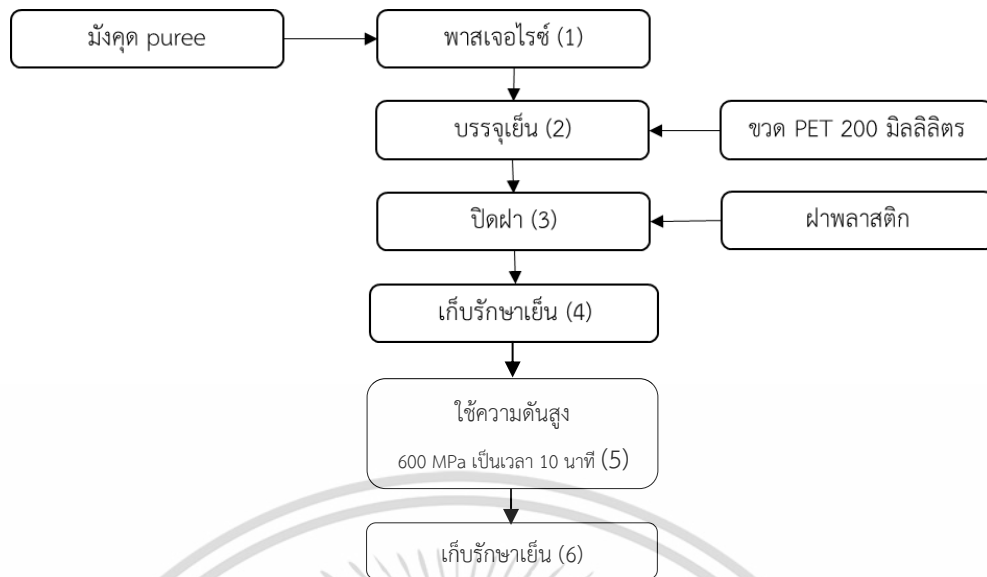 มังคุด puree
พาสเจอไรซ์ (1)
บรรจุเย็น (2)
ขวด PET 200 มิลลิลิตร
ปิดฝา (3)
ฝาพลาสติก
เก็บรักษาเย็น (4)
ใช้ความดันสูง
600 MPa เป็นเวลา 10 นาที (5)
เก็บรักษาเย็น (6)